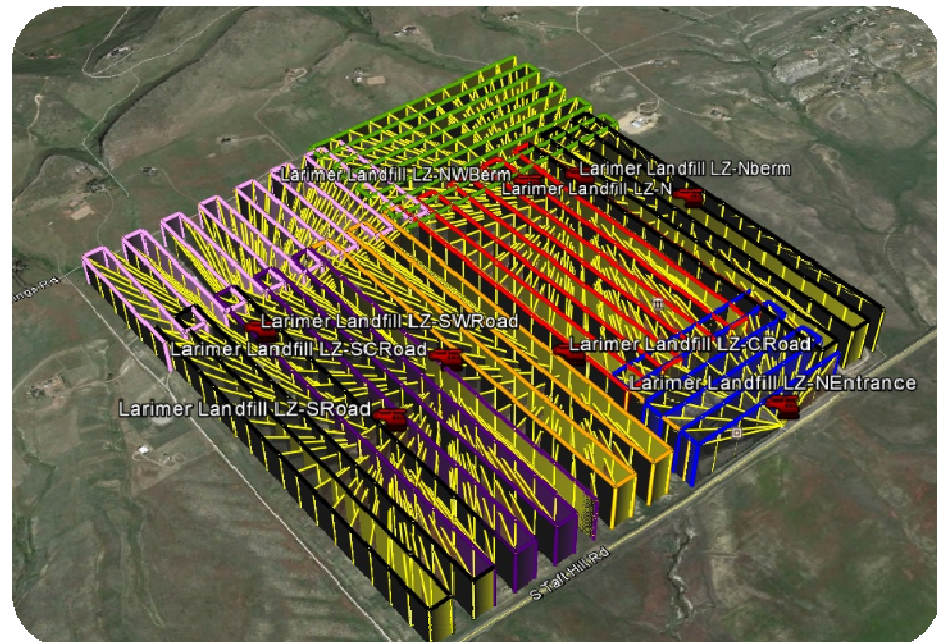 Larimer Landfill LZ-NWBerm
Larimer Landfill LZ-Nberm
Larimer Landfill LZ-N
Larimer Landfill LZ-SWRoad
Larimer Landfill LZ-SCRoad
Larimer Landfill LZ-CRoad
Larimer Landfill LZ-NEntrance
Larimer Landfill LZ-SRoad
S Taft Hill Rd